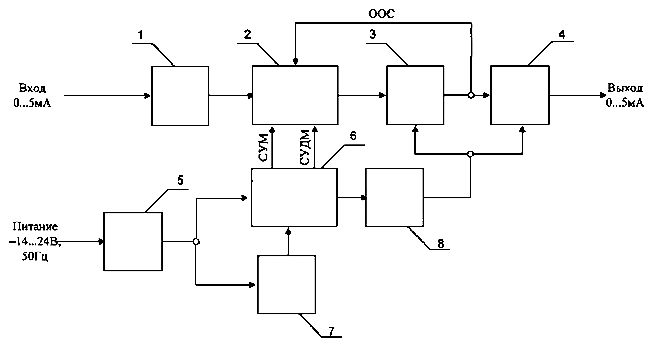 ООС
1
2
3
4
Вход
0...5мА
Выход
0...5мА
СУМ
СУДМ
6
5
Питание
~14...24В,
50Гц
8
7